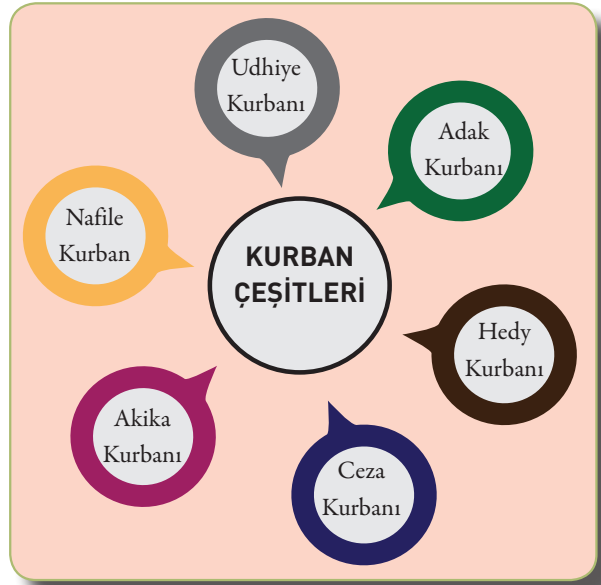 Udhiye
Kurbanı
Adak
Kurbanı
Nafile
Kurban
KURBAN
ÇEŞİTLERİ
Hedy
Kurbanı
Akika
Kurbanı
Ceza
Kurbanı